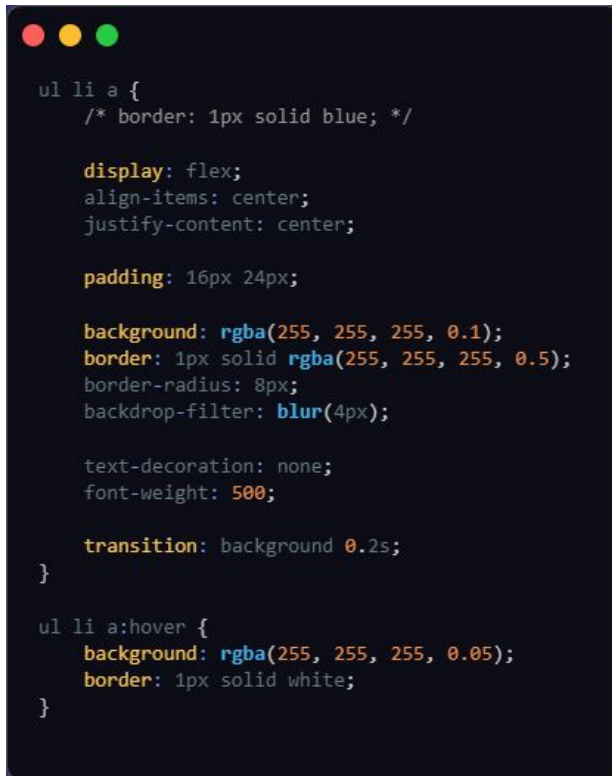 ul li a {
    /* border: 1px solid blue; */
    display: flex;
    align-items: center;
    justify-content: center;
    padding: 16px 24px;
    background: rgba(255, 255, 255, 0.1);
    border: 1px solid rgba(255, 255, 255, 0.5);
    border-radius: 8px;
    backdrop-filter: blur(4px);
    text-decoration: none;
    font-weight: 500;
    transition: background 0.2s;
}
ul li a:hover {
    background: rgba(255, 255, 255, 0.05);
    border: 1px solid white;
}